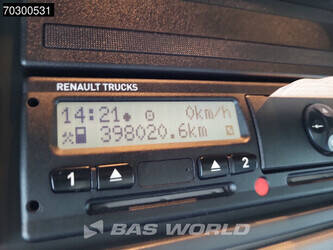 70300531
RENAULT TRUCKS
14:21 0km/h
398020.6km
1 2
BAS WORLD